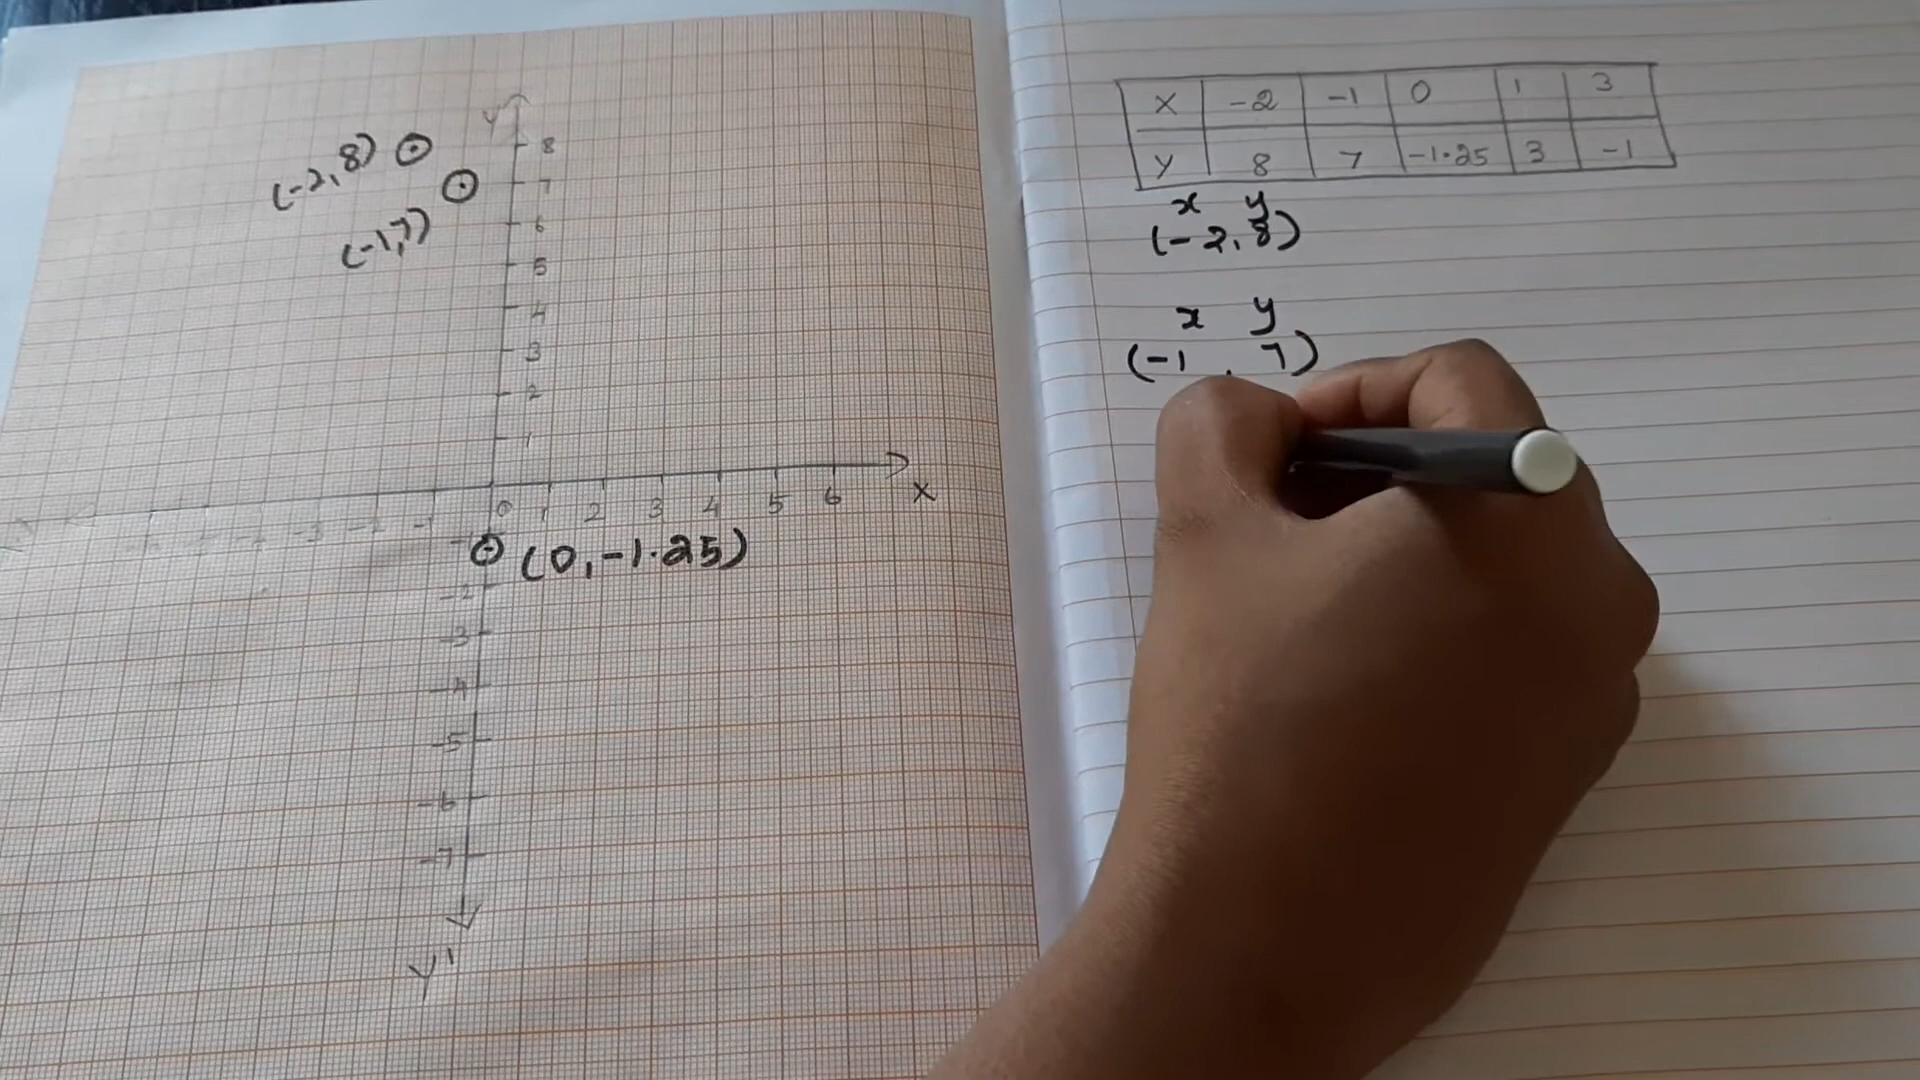 Y
8
(-2,8)
7
(-1,7)
6
5
4
3
2
1
X
0 1 2 3 4 5 6
-3 -2 -1
(0,-1.25)
-2
-3
-4
-5
-6
-7
Y'
X -2 -1 0 1 3
Y 8 7 -1.25 3 -1
x y
(-2,8)
x y
(-1 , 7)